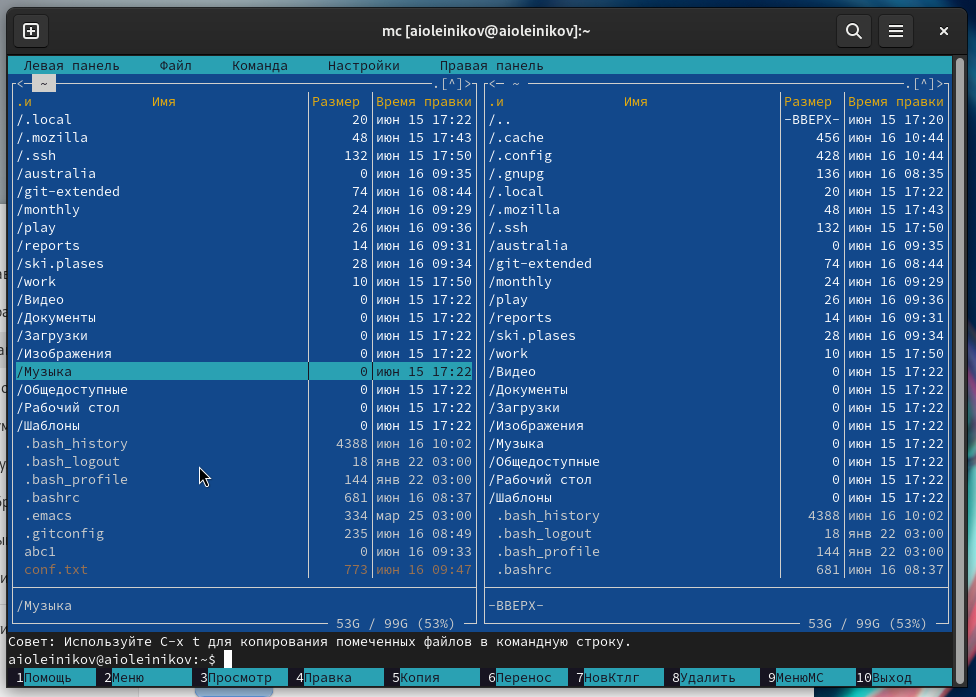 mc [aioleinikov@aioleinikov]:~
Левая панель Файл Команда Настройки Правая панель
<─ ~ .[^]> <─ ~ .[^]>
.и Имя Размер Время правки .и Имя Размер Время правки
/.local 20 июн 15 17:22 /.. -ВВЕРХ- июн 15 17:20
/.mozilla 48 июн 15 17:43 /.cache 456 июн 16 10:44
/.ssh 132 июн 15 17:50 /.config 428 июн 16 10:44
/australia 0 июн 16 09:35 /.gnupg 136 июн 16 08:35
/git-extended 74 июн 16 08:44 /.local 20 июн 15 17:22
/monthly 24 июн 16 09:29 /.mozilla 48 июн 15 17:43
/play 26 июн 16 09:36 /.ssh 132 июн 15 17:50
/reports 14 июн 16 09:31 /australia 0 июн 16 09:35
/ski.plases 28 июн 16 09:34 /git-extended 74 июн 16 08:44
/work 10 июн 15 17:50 /monthly 24 июн 16 09:29
/Видео 0 июн 15 17:22 /play 26 июн 16 09:36
/Документы 0 июн 15 17:22 /reports 14 июн 16 09:31
/Загрузки 0 июн 15 17:22 /ski.plases 28 июн 16 09:34
/Изображения 0 июн 15 17:22 /work 10 июн 15 17:50
/Музыка 0 июн 15 17:22 /Видео 0 июн 15 17:22
/Общедоступные 0 июн 15 17:22 /Документы 0 июн 15 17:22
/Рабочий стол 0 июн 15 17:22 /Загрузки 0 июн 15 17:22
/Шаблоны 0 июн 15 17:22 /Изображения 0 июн 15 17:22
.bash_history 4388 июн 16 10:02 /Музыка 0 июн 15 17:22
.bash_logout 18 янв 22 03:00 /Общедоступные 0 июн 15 17:22
.bash_profile 144 янв 22 03:00 /Рабочий стол 0 июн 15 17:22
.bashrc 681 июн 16 08:37 /Шаблоны 0 июн 15 17:22
.emacs 334 мар 25 03:00 .bash_history 4388 июн 16 10:02
.gitconfig 235 июн 16 08:49 .bash_logout 18 янв 22 03:00
abc1 0 июн 16 09:33 .bash_profile 144 янв 22 03:00
conf.txt 773 июн 16 09:47 .bashrc 681 июн 16 08:37
/Музыка -ВВЕРХ-
53G / 99G (53%) 53G / 99G (53%)
Совет: Используйте C-x t для копирования помеченных файлов в командную строку.
aioleinikov@aioleinikov:~$
1Помощь 2Меню 3Просмотр 4Правка 5Копия 6Перенос 7НовКтлг 8Удалить 9МенюМС 10Выход